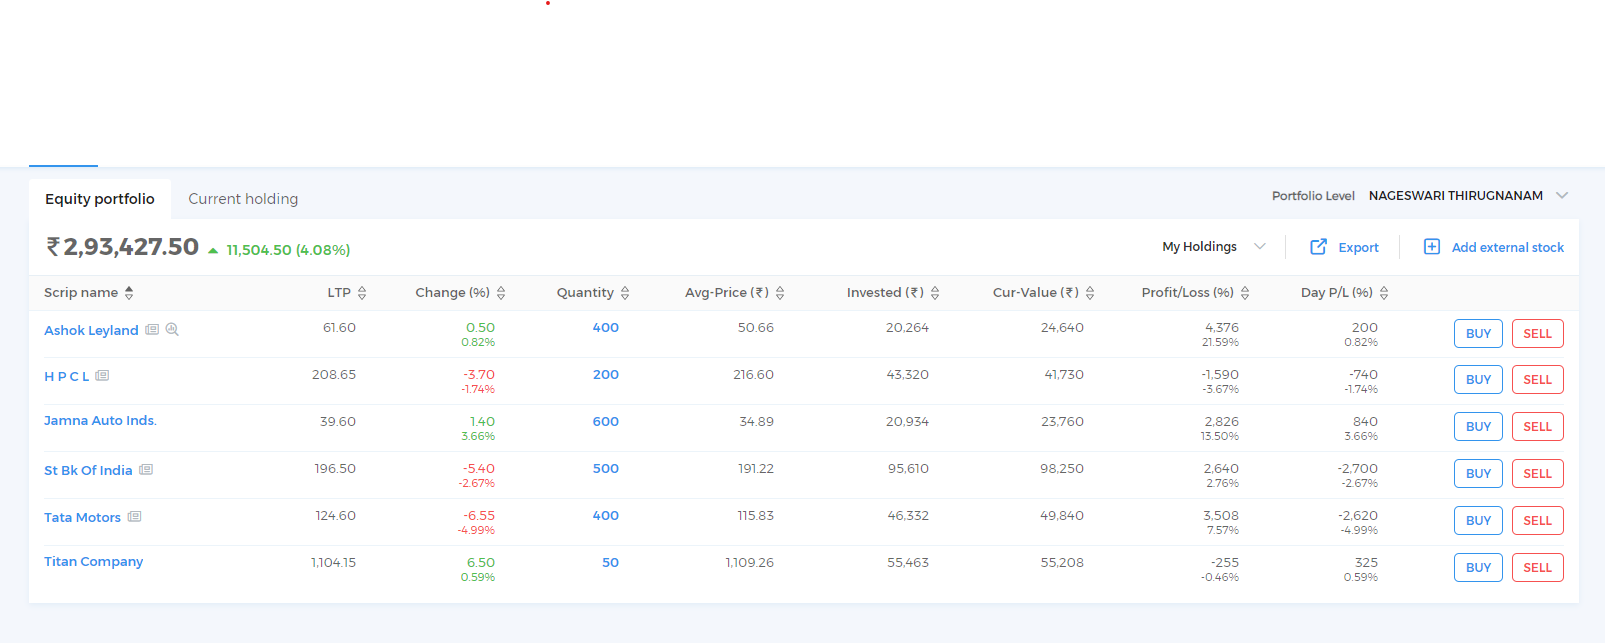 Equity portfolio Current holding Portfolio Level NAGESWARI THIRUGNANAM
₹2,93,427.50 11,504.50 (4.08%) My Holdings Export Add external stock
Scrip name LTP Change (%) Quantity Avg-Price (₹) Invested (₹) Cur-Value (₹) Profit/Loss (%) Day P/L (%)
Ashok Leyland 61.60 0.50 400 50.66 20,264 24,640 4,376 200 BUY SELL
0.82% 21.59% 0.82%
H P C L 208.65 -3.70 200 216.60 43,320 41,730 -1,590 -740 BUY SELL
-1.74% -3.67% -1.74%
Jamna Auto Inds. 39.60 1.40 600 34.89 20,934 23,760 2,826 840 BUY SELL
3.66% 13.50% 3.66%
St Bk Of India 196.50 -5.40 500 191.22 95,610 98,250 2,640 -2,700 BUY SELL
-2.67% 2.76% -2.67%
Tata Motors 124.60 -6.55 400 115.83 46,332 49,840 3,508 -2,620 BUY SELL
-4.99% 7.57% -4.99%
Titan Company 1,104.15 6.50 50 1,109.26 55,463 55,208 -255 325 BUY SELL
0.59% -0.46% 0.59%